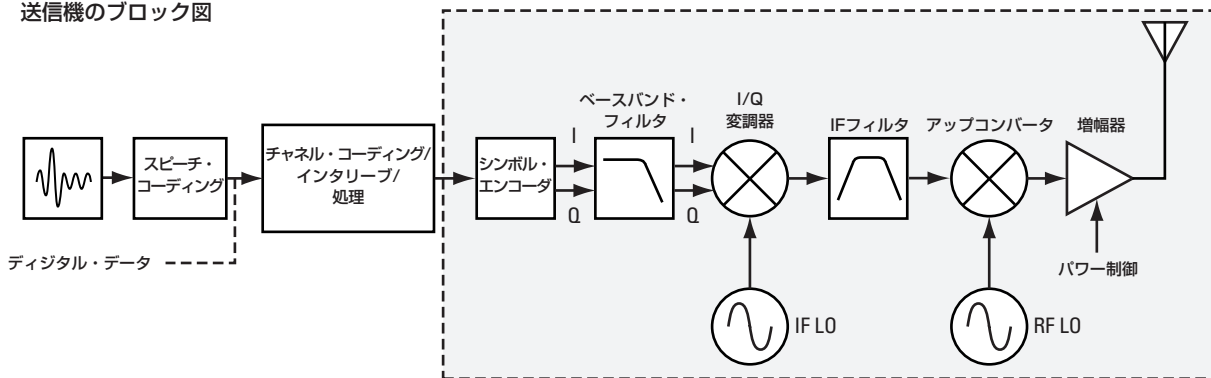 送信機のブロック図
スピーチ・
コーディング
ディジタル・データ
チャネル・コーディング/
インタリーブ/
処理
シンボル・
エンコーダ
I
Q
ベースバンド・
フィルタ
I
Q
I/Q
変調器
IF LO
IFフィルタ
アップコンバータ
RF LO
増幅器
パワー制御